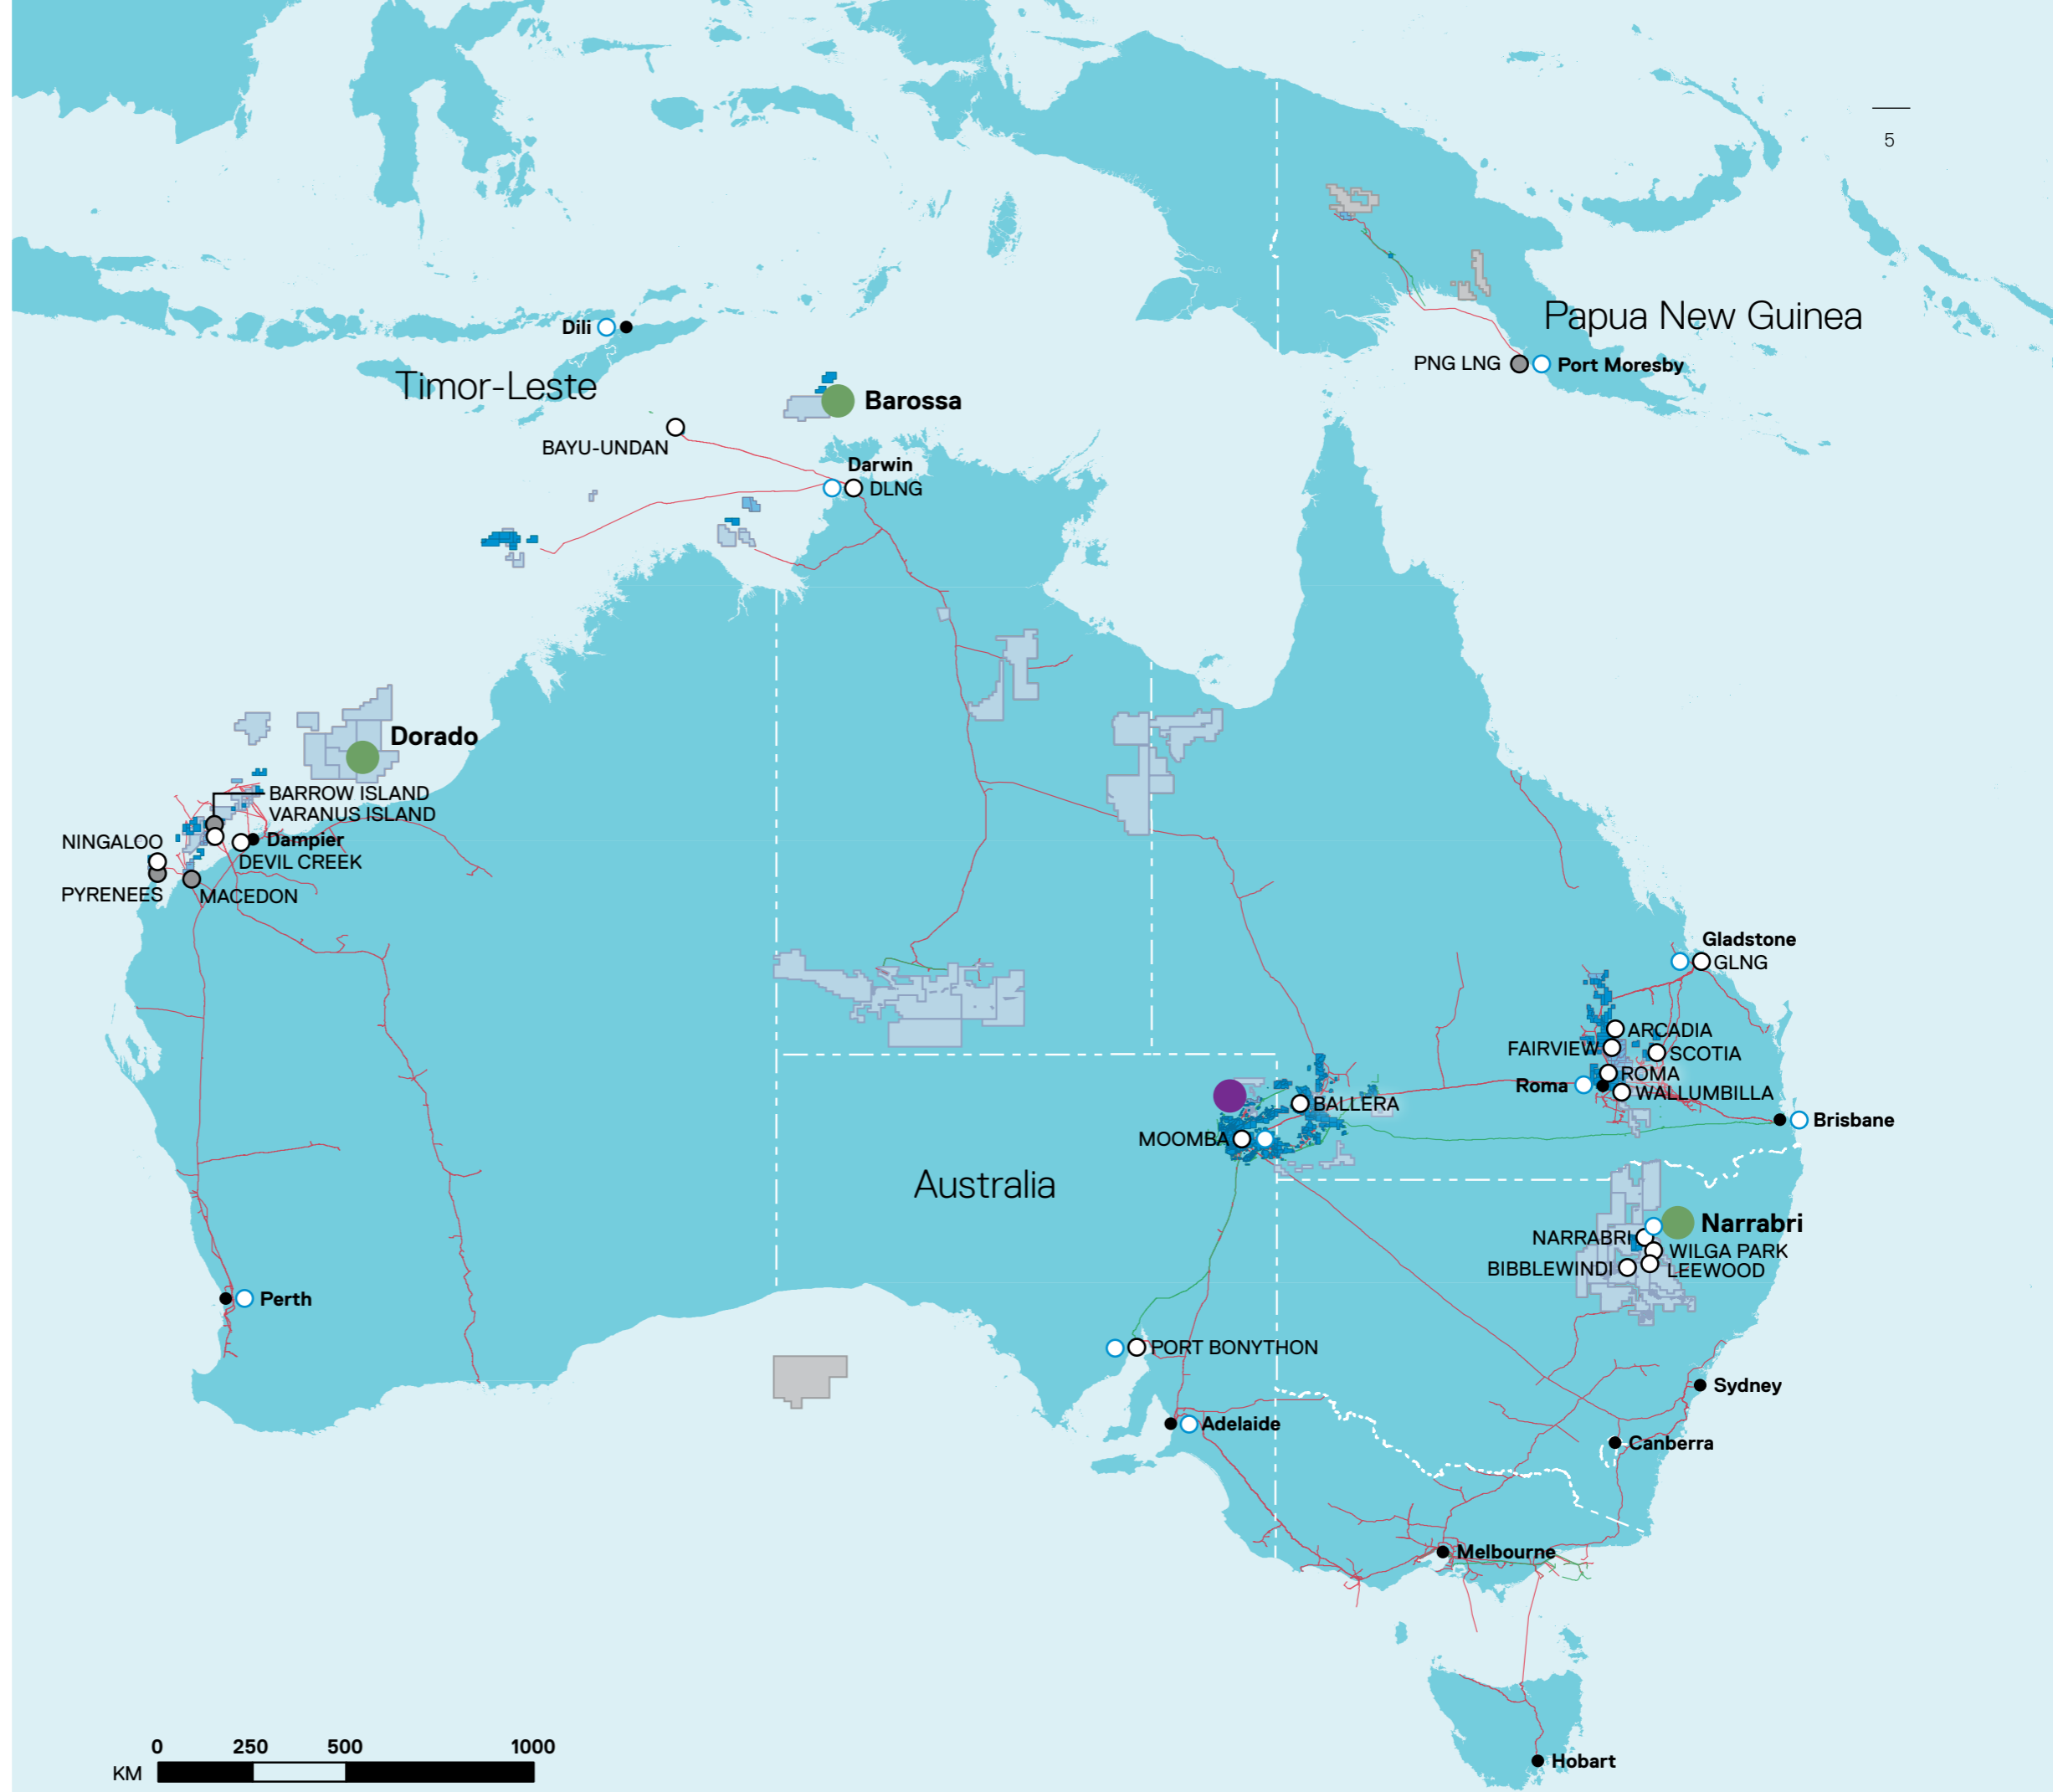 5
Papua New Guinea
Dili
PNG LNG
Port Moresby
Timor-Leste
Barossa
BAYU-UNDAN
Darwin
DLNG
Dorado
BARROW ISLAND
VARANUS ISLAND
NINGALOO
Dampier
DEVIL CREEK
PYRENEES
MACEDON
Gladstone
GLNG
ARCADIA
FAIRVIEW
SCOTIA
ROMA
Roma
WALLUMBILLA
BALLERA
Brisbane
MOOMBA
Australia
Narrabri
NARRABRI
WILGA PARK
BIBBLEWINDI
LEEWOOD
Perth
PORT BONYTHON
Sydney
Adelaide
Canberra
Melbourne
0 250 500 1000
KM
Hobart